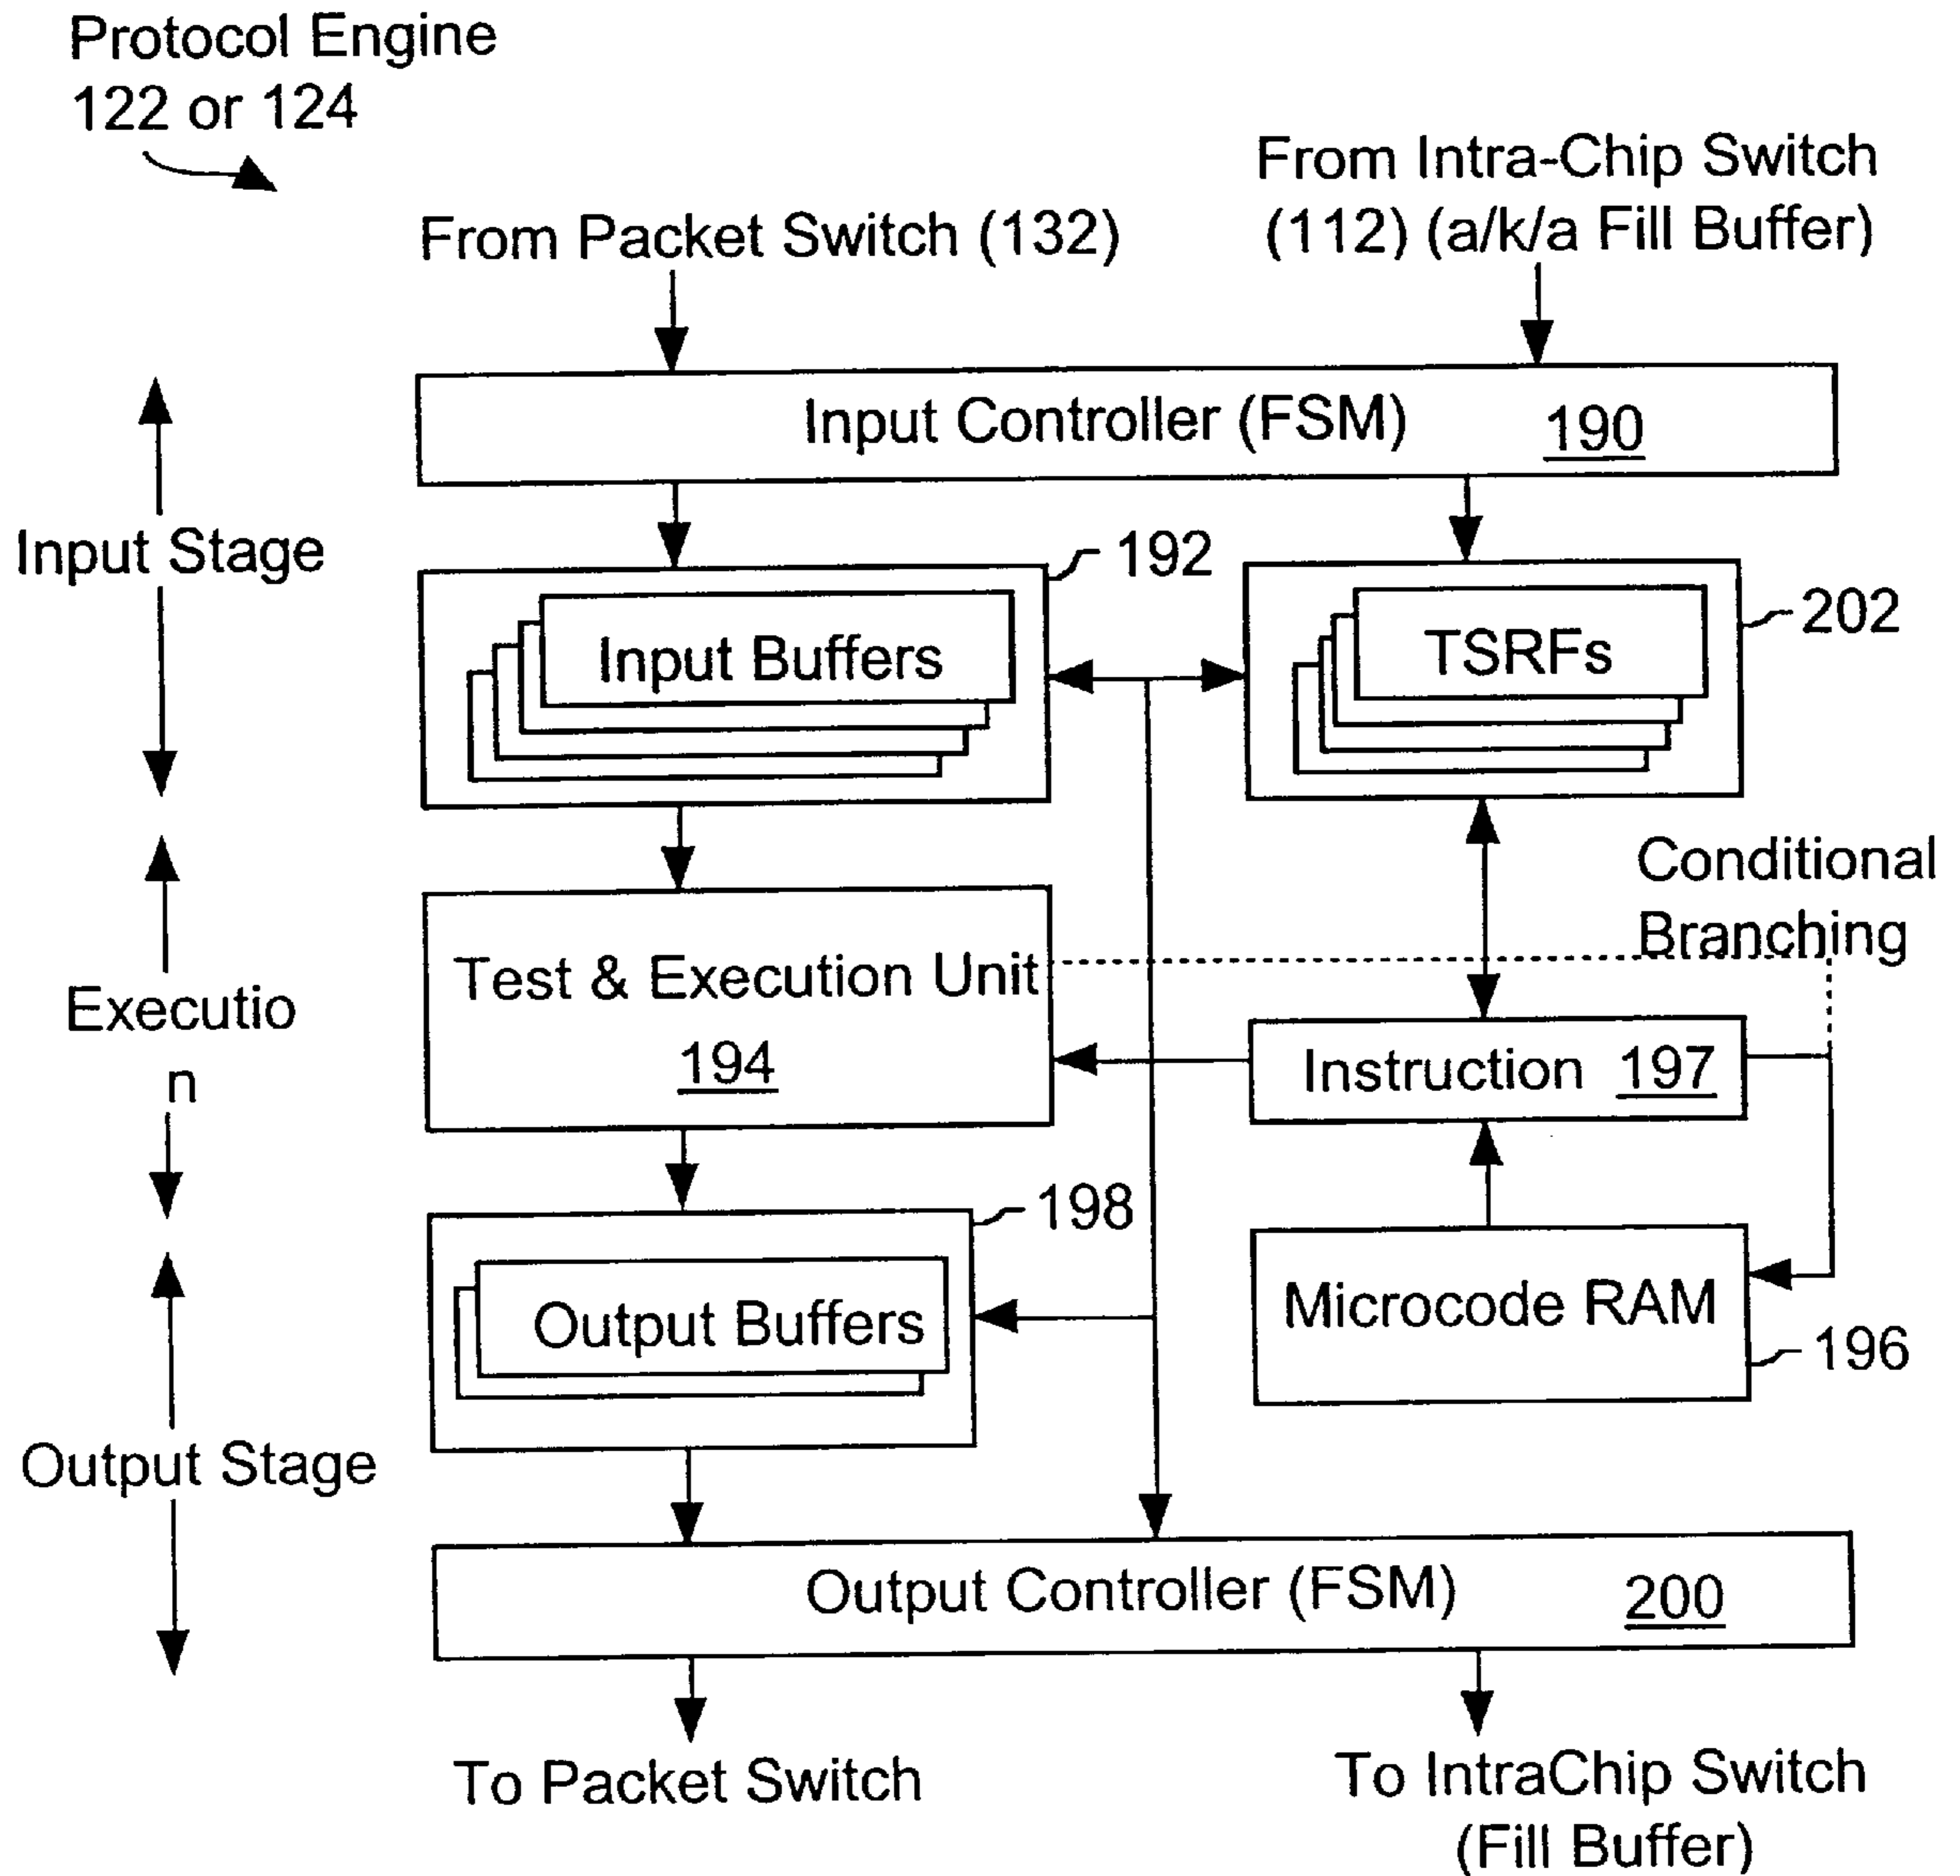 Protocol Engine
122 or 124
From Packet Switch (132)
From Intra-Chip Switch
(112) (a/k/a Fill Buffer)
Input Controller (FSM) 190
Input Stage
192
Input Buffers
202
TSRFs
Conditional
Branching
Executio
n
Test & Execution Unit
194
Instruction 197
198
Output Buffers
Microcode RAM
196
Output Stage
Output Controller (FSM) 200
To Packet Switch
To IntraChip Switch
(Fill Buffer)